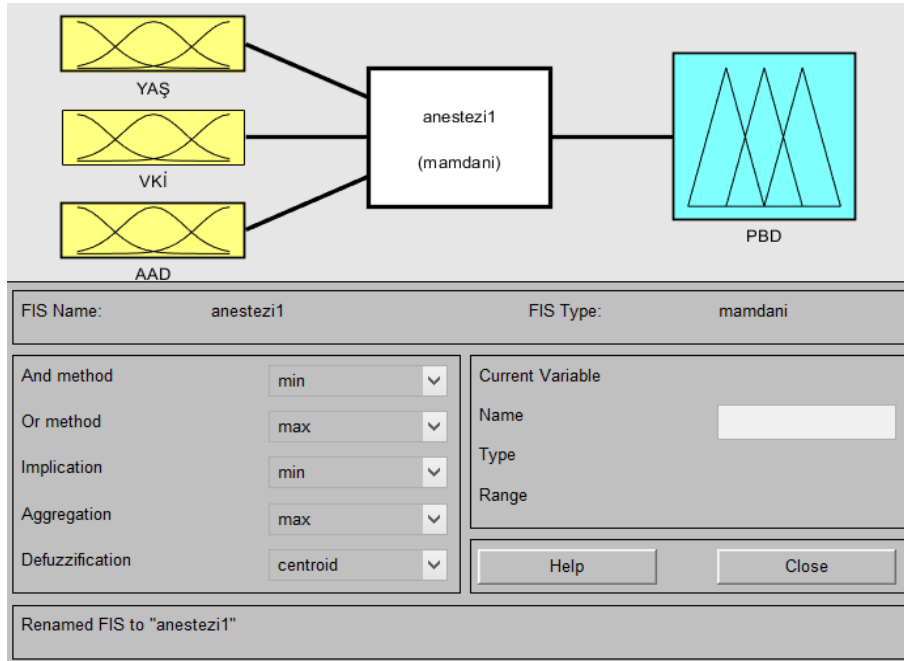 YAŞ
VKİ
AAD
anestezi1
(mamdani)
PBD
FIS Name: anestezi1 FIS Type: mamdani
And method min
Or method max
Implication min
Aggregation max
Defuzzification centroid
Current Variable
Name
Type
Range
Help Close
Renamed FIS to "anestezi1"